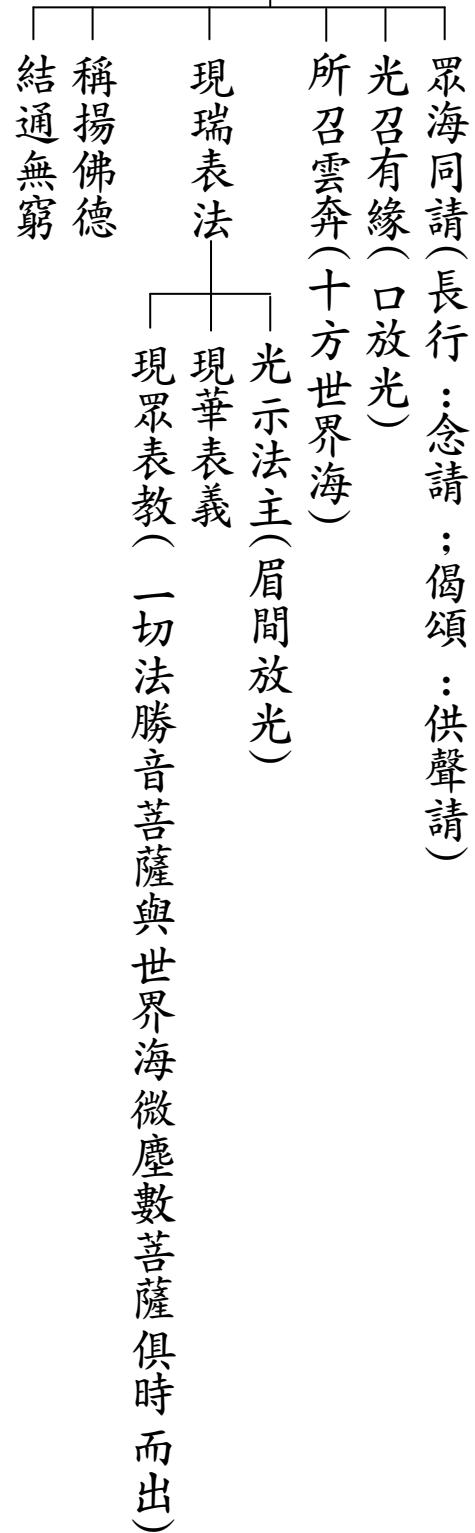 眾海同請（長行：念請；偈頌：供聲請）
光召有緣（口放光）
所召雲奔（十方世界海）
現瑞表法
光示法主（眉間放光）
現華表義
現眾表教（一切法勝音菩薩與世界海微塵數菩薩俱時而出）
稱揚佛德
結通無窮